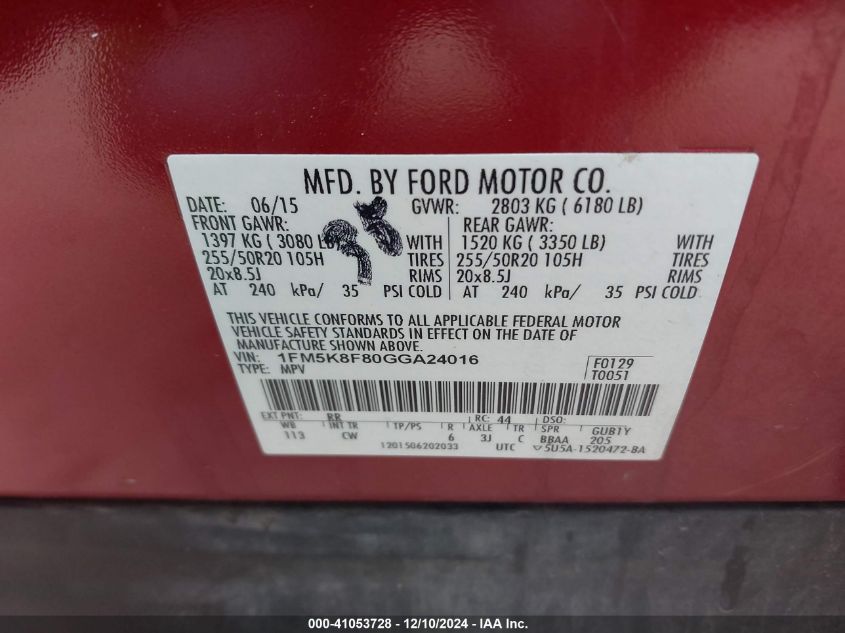 MFD. BY FORD MOTOR CO.
DATE: 06/15 GVWR: 2803 KG ( 6180 LB)
FRONT GAWR: REAR GAWR:
1397 KG ( 3080 LB) WITH 1520 KG ( 3350 LB) WITH
255/50R20 105H TIRES 255/50R20 105H TIRES
20x8.5J RIMS 20x8.5J RIMS
AT 240 kPa/ 35 PSI COLD AT 240 kPa/ 35 PSI COLD
THIS VEHICLE CONFORMS TO ALL APPLICABLE FEDERAL MOTOR
VEHICLE SAFETY STANDARDS IN EFFECT ON THE DATE OF
MANUFACTURE SHOWN ABOVE.
VIN: 1FM5K8F80GGA24016 F0129
TYPE: MPV T0051
EXT PNT: RR RC: 44 DSO:
WB INT TR TP/PS R AXLE TR SPR GUB1Y
113 CW 6 3J C BBAA 205
1201506202033 UTC 5U5A-1520472-BA
000-41053728 - 12/10/2024 - IAA Inc.